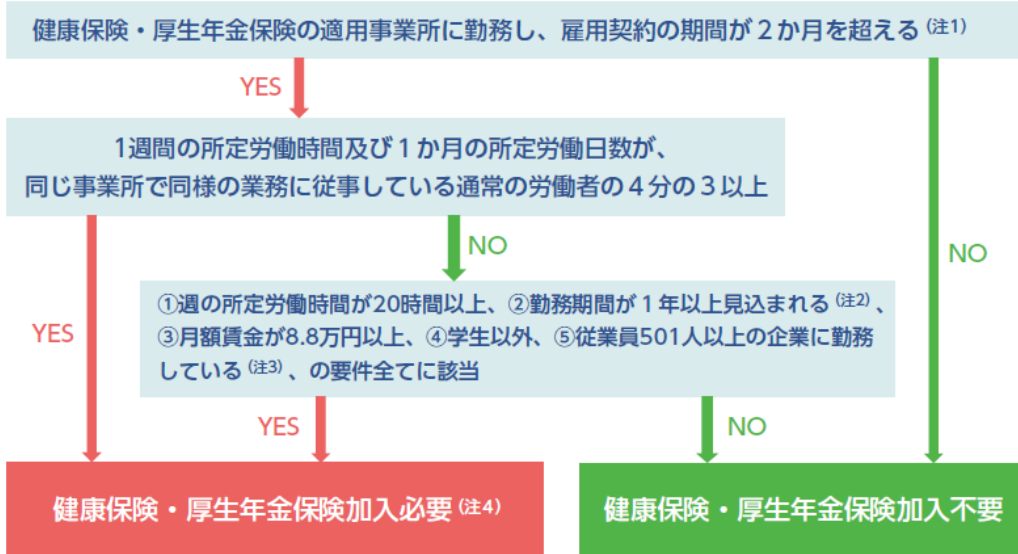 健康保険・厚生年金保険の適用事業所に勤務し、雇用契約の期間が２か月を超える(注1)
YES
1週間の所定労働時間及び１か月の所定労働日数が、
同じ事業所で同様の業務に従事している通常の労働者の４分の３以上
NO
NO
①週の所定労働時間が20時間以上、②勤務期間が１年以上見込まれる(注2)、
③月額賃金が8.8万円以上、④学生以外、⑤従業員501人以上の企業に勤務
している(注3)、の要件全てに該当
YES
YES
NO
健康保険・厚生年金保険加入必要(注4)
健康保険・厚生年金保険加入不要